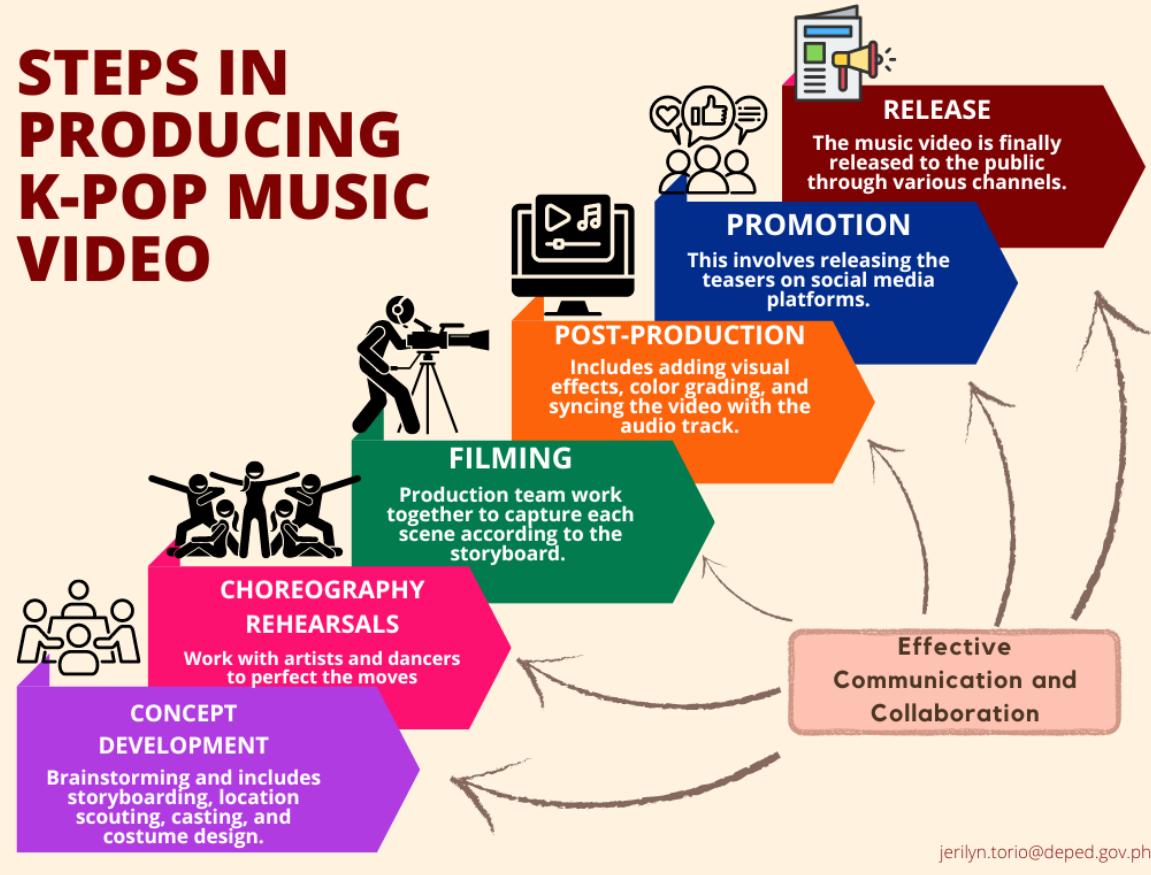 STEPS IN
PRODUCING
K-POP MUSIC
VIDEO
RELEASE
The music video is finally
released to the public
through various channels.
PROMOTION
This involves releasing the
teasers on social media
platforms.
POST-PRODUCTION
Includes adding visual
effects, color grading, and
syncing the video with the
audio track.
FILMING
Production team work
together to capture each
scene according to the
storyboard.
CHOREOGRAPHY
REHEARSALS
Work with artists and dancers
to perfect the moves
CONCEPT
DEVELOPMENT
Brainstorming and includes
storyboarding, location
scouting, casting, and
costume design.
Effective
Communication and
Collaboration
jerilyn.torio@deped.gov.ph